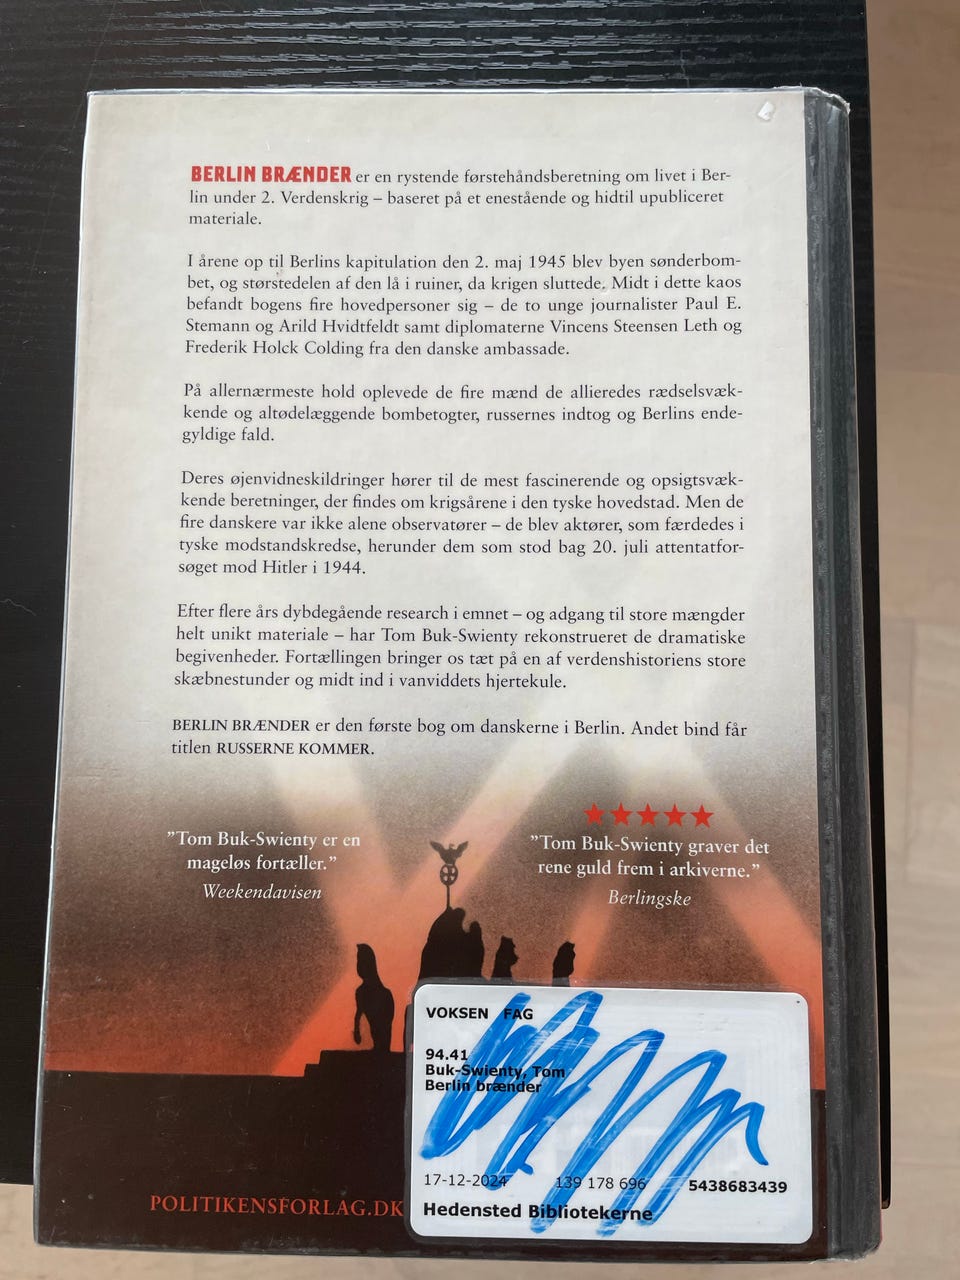 BERLIN BRÆNDER er en rystende førstehåndsberetning om livet i Ber-
lin under 2. Verdenskrig – baseret på et enestående og hidtil upubliceret
materiale.
I årene op til Berlins kapitulation den 2. maj 1945 blev byen sønderbom-
bet, og størstedelen af den lå i ruiner, da krigen sluttede. Midt i dette kaos
befandt bogens fire hovedpersoner sig – de to unge journalister Paul E.
Stemann og Arild Hvidtfeldt samt diplomaterne Vincens Steensen Leth og
Frederik Holck Colding fra den danske ambassade.
På allernærmeste hold oplevede de fire mænd de allieredes rædselsvæk-
kende og altødelæggende bombetogter, russernes indtog og Berlins ende-
gyldige fald.
Deres øjenvidneskildringer hører til de mest fascinerende og opsigtsvæk-
kende beretninger, der findes om krigsårene i den tyske hovedstad. Men de
fire danskere var ikke alene observatører – de blev aktører, som færdedes i
tyske modstandskredse, herunder dem som stod bag 20. juli attentatfor-
søget mod Hitler i 1944.
Efter flere års dybdegående research i emnet – og adgang til store mængder
helt unikt materiale – har Tom Buk-Swienty rekonstrueret de dramatiske
begivenheder. Fortællingen bringer os tæt på en af verdenshistoriens store
skæbnestunder og midt ind i vanviddets hjertekule.
BERLIN BRÆNDER er den første bog om danskerne i Berlin. Andet bind får
titlen RUSSERNE KOMMER.
"Tom Buk-Swienty er en
mageløs fortæller."
Weekendavisen
"Tom Buk-Swienty graver det
rene guld frem i arkiverne."
Berlingske
VOKSEN FAG
94.41
Buk-Swienty, Tom
Berlin brænder
17-12-2024 139 178 696 5438683439
Hedensted Bibliotekerne
POLITIKENSFORLAG.DK